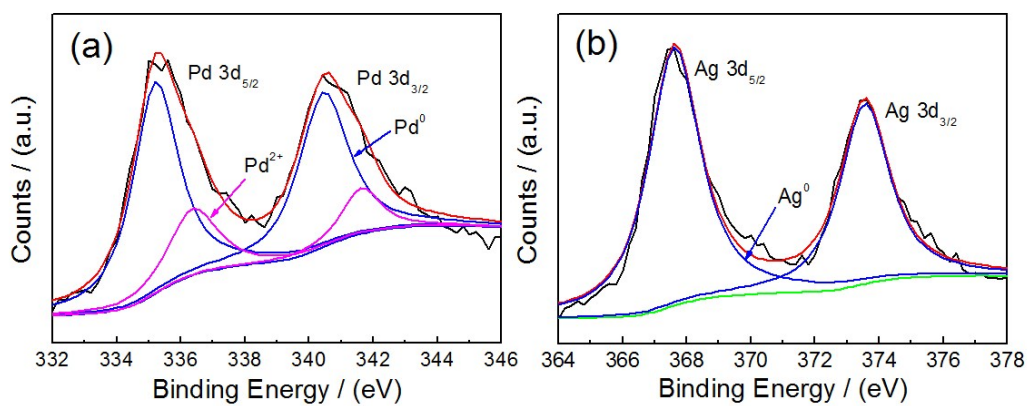 (a)
Pd 3d5/2
Pd 3d3/2
Pd0
Pd2+
Counts / (a.u.)
332 334 336 338 340 342 344 346
Binding Energy / (eV)
(b)
Ag 3d5/2
Ag 3d3/2
Ag0
Counts / (a.u.)
364 366 368 370 372 374 376 378
Binding Energy / (eV)